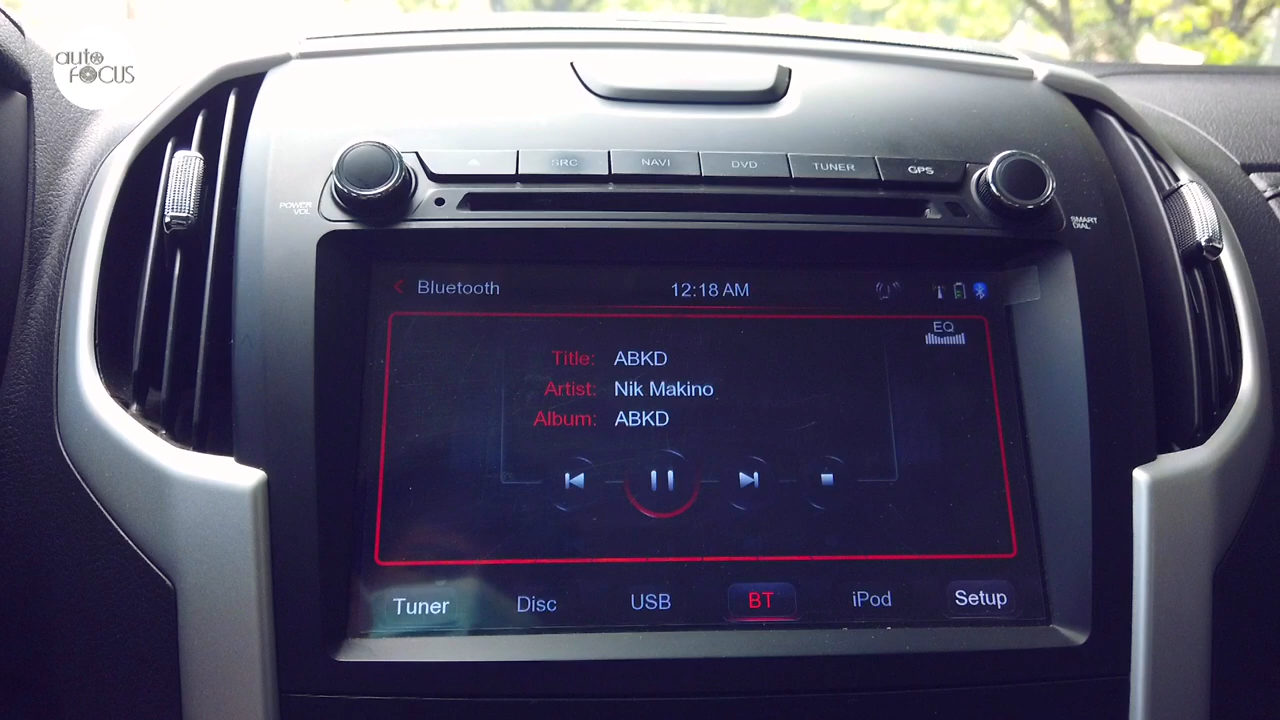 auto
FOCUS
SRC NAVI DVD TUNER GPS
POWER
VOL
SMART
DIAL
Bluetooth 12:18 AM
EQ
Title: ABKD
Artist: Nik Makino
Album: ABKD
Tuner Disc USB BT iPod Setup